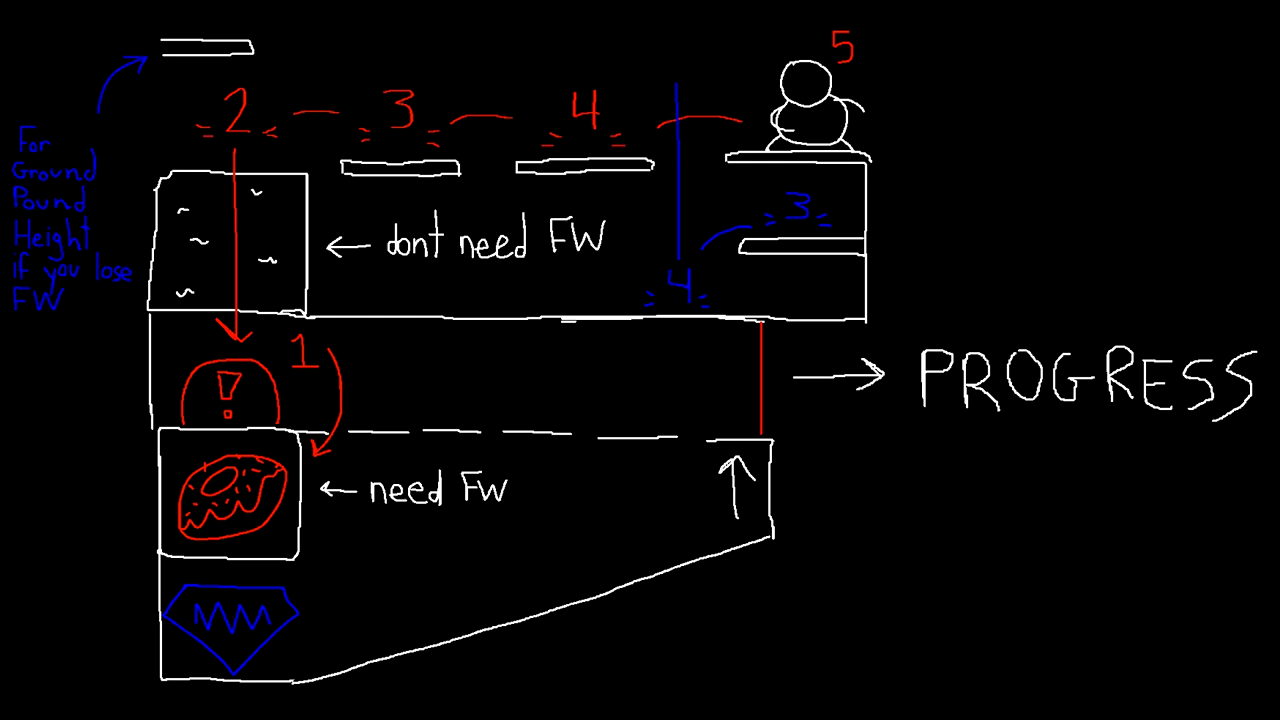 5
2
3
4
For
Ground
Pound
Height
if you lose
FW
3
← dont need FW
4
1
!
→ PROGRESS
← need FW